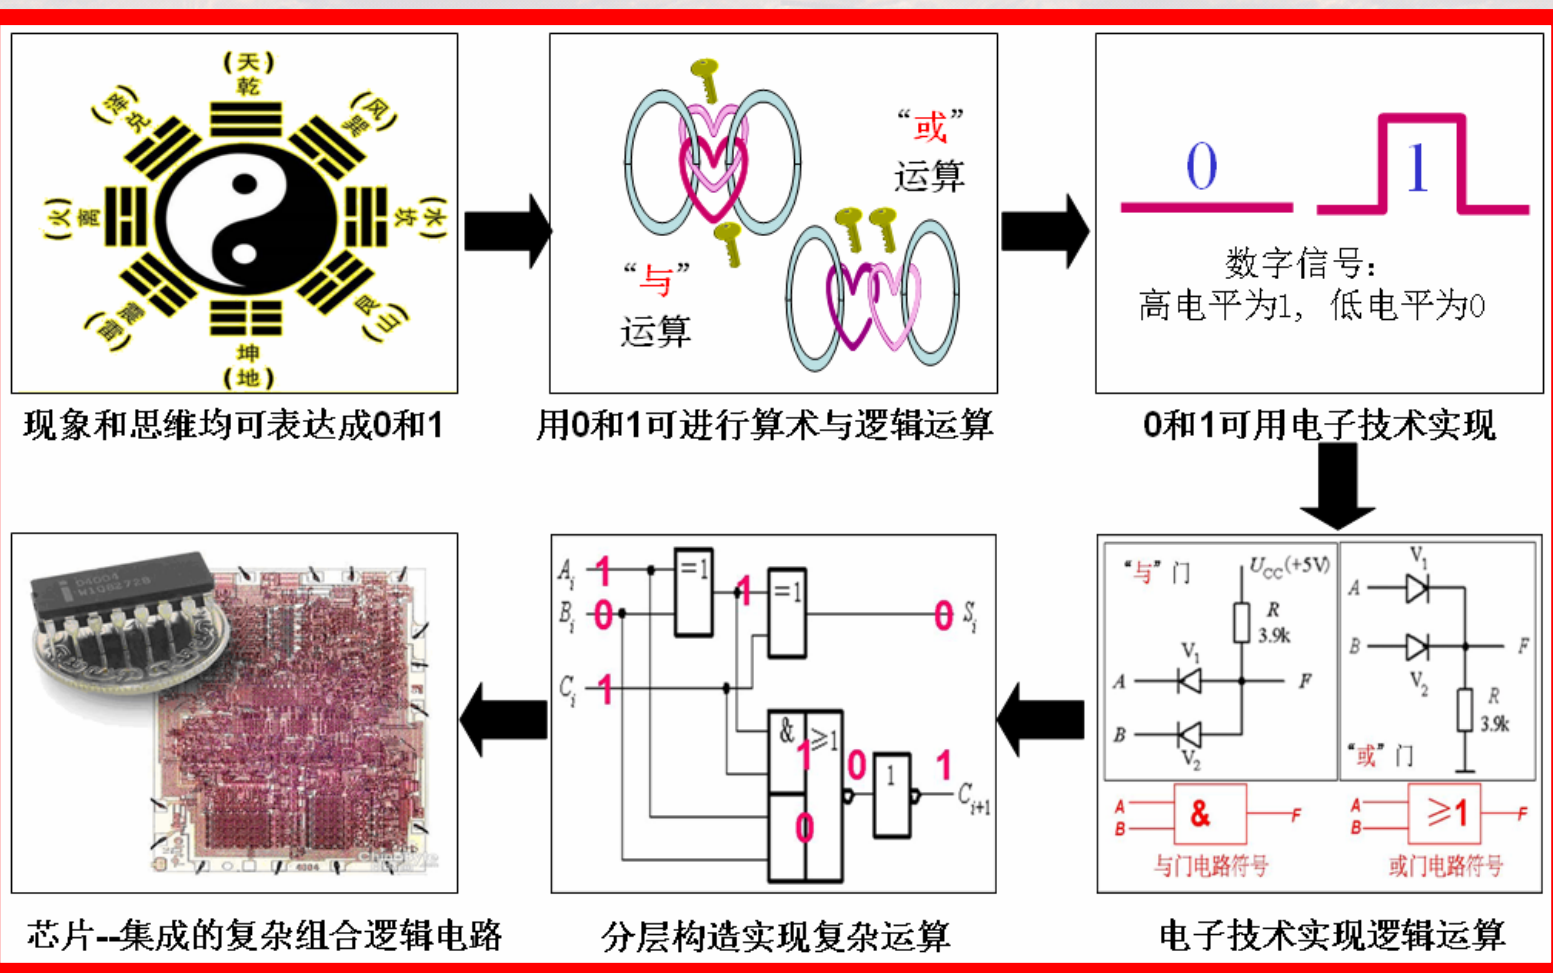 (天)
乾
(泽)兑
(风)
巽
(火)
离
(水)
坎
震
(雷)
艮
(山)
坤
(地)
现象和思维均可表达成0和1
“或”
运算
“与”
运算
用0和1可进行算术与逻辑运算
0
1
数字信号：
高电平为1，低电平为0
0和1可用电子技术实现
“与”门
UCC(+5V)
R
3.9k
V1
A
F
B
V2
V1
A
B
F
V2
R
3.9k
“或”门
A
B
&
F
与门电路符号
A
B
≥1
F
或门电路符号
电子技术实现逻辑运算
Ai 1
=1
1
=1
Bi 0
0 Si
Ci 1
&
≥1
1
0
1
1
Ci+1
0
分层构造实现复杂运算
D4004
4004
芯片--集成的复杂组合逻辑电路